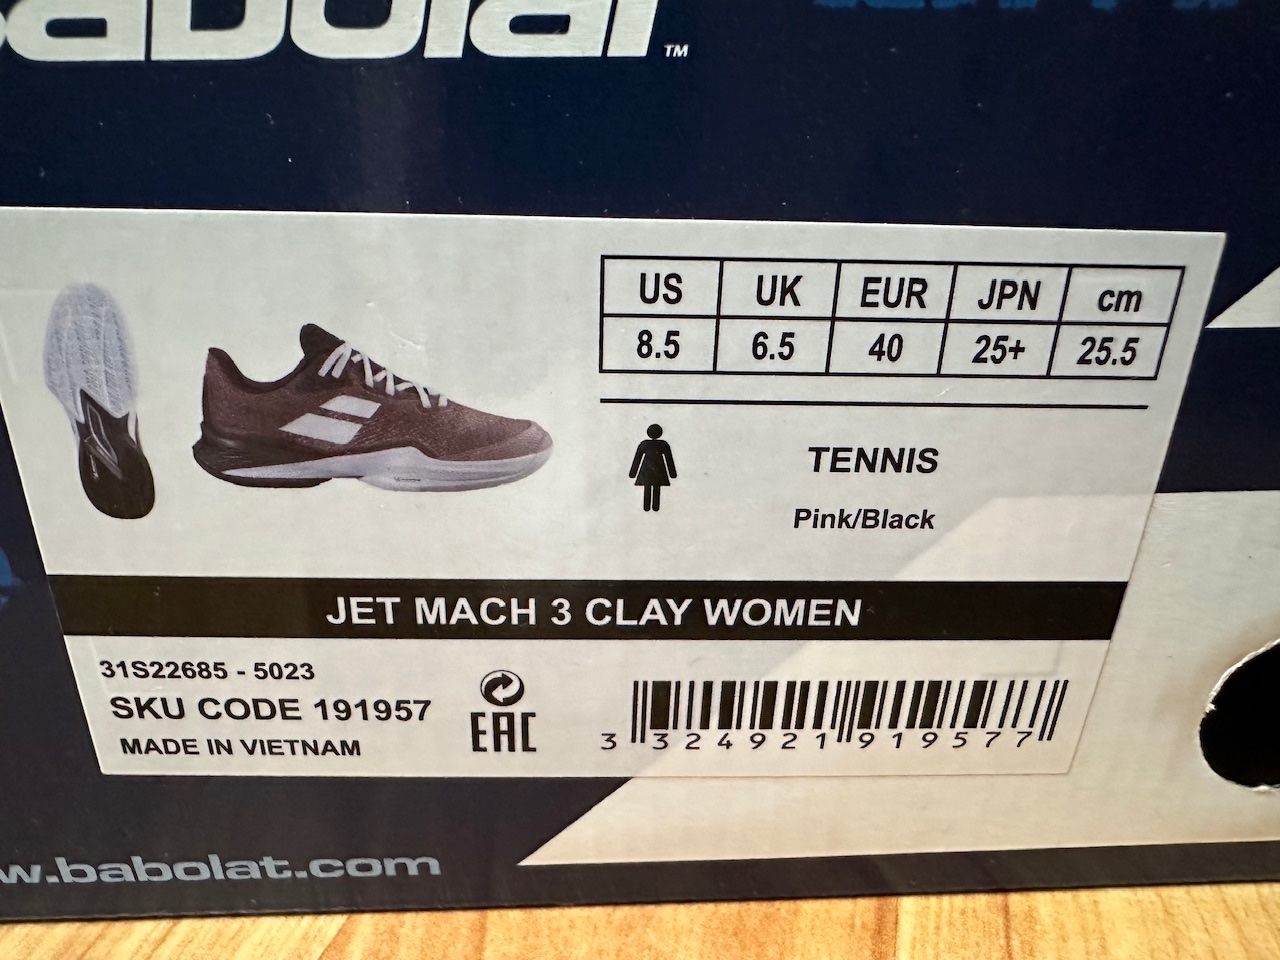 babolat™
US UK EUR JPN cm
8.5 6.5 40 25+ 25.5
TENNIS
Pink/Black
JET MACH 3 CLAY WOMEN
31S22685 - 5023
SKU CODE 191957
MADE IN VIETNAM
EAC
3 324921 919577
w.babolat.com